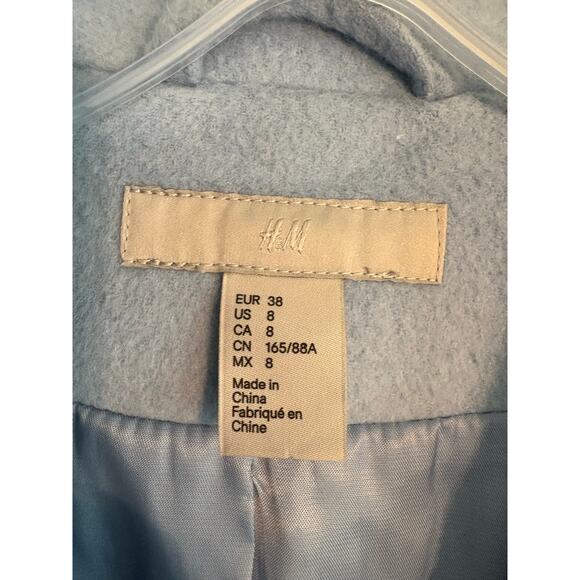 H&M
EUR 38
US 8
CA 8
CN 165/88A
MX 8
Made in
China
Fabriqué en
Chine